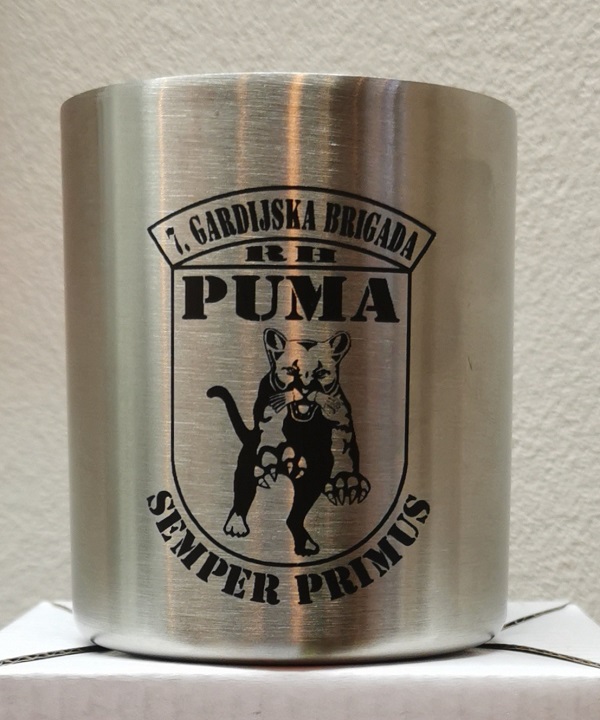 7. GARDIJSKA BRIGADA
RH
PUMA
SEMPER PRIMUS